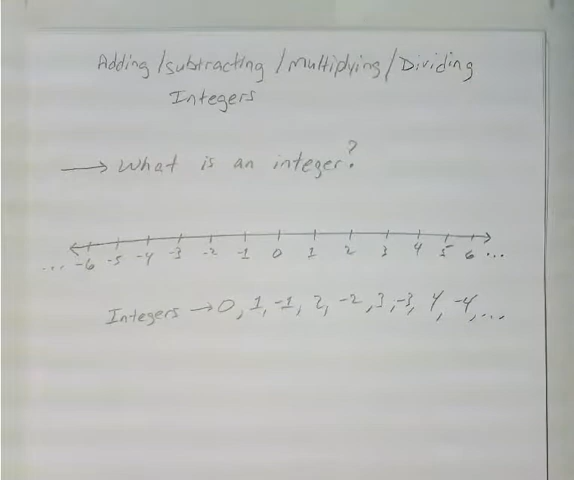 Adding/subtracting/multiplying/Dividing
Integers
→ What is an integer?
... -6 -5 -4 -3 -2 -1 0 1 2 3 4 5 6 ...
Integers → 0, 1, -1, 2, -2, 3, -3, 4, -4, ...